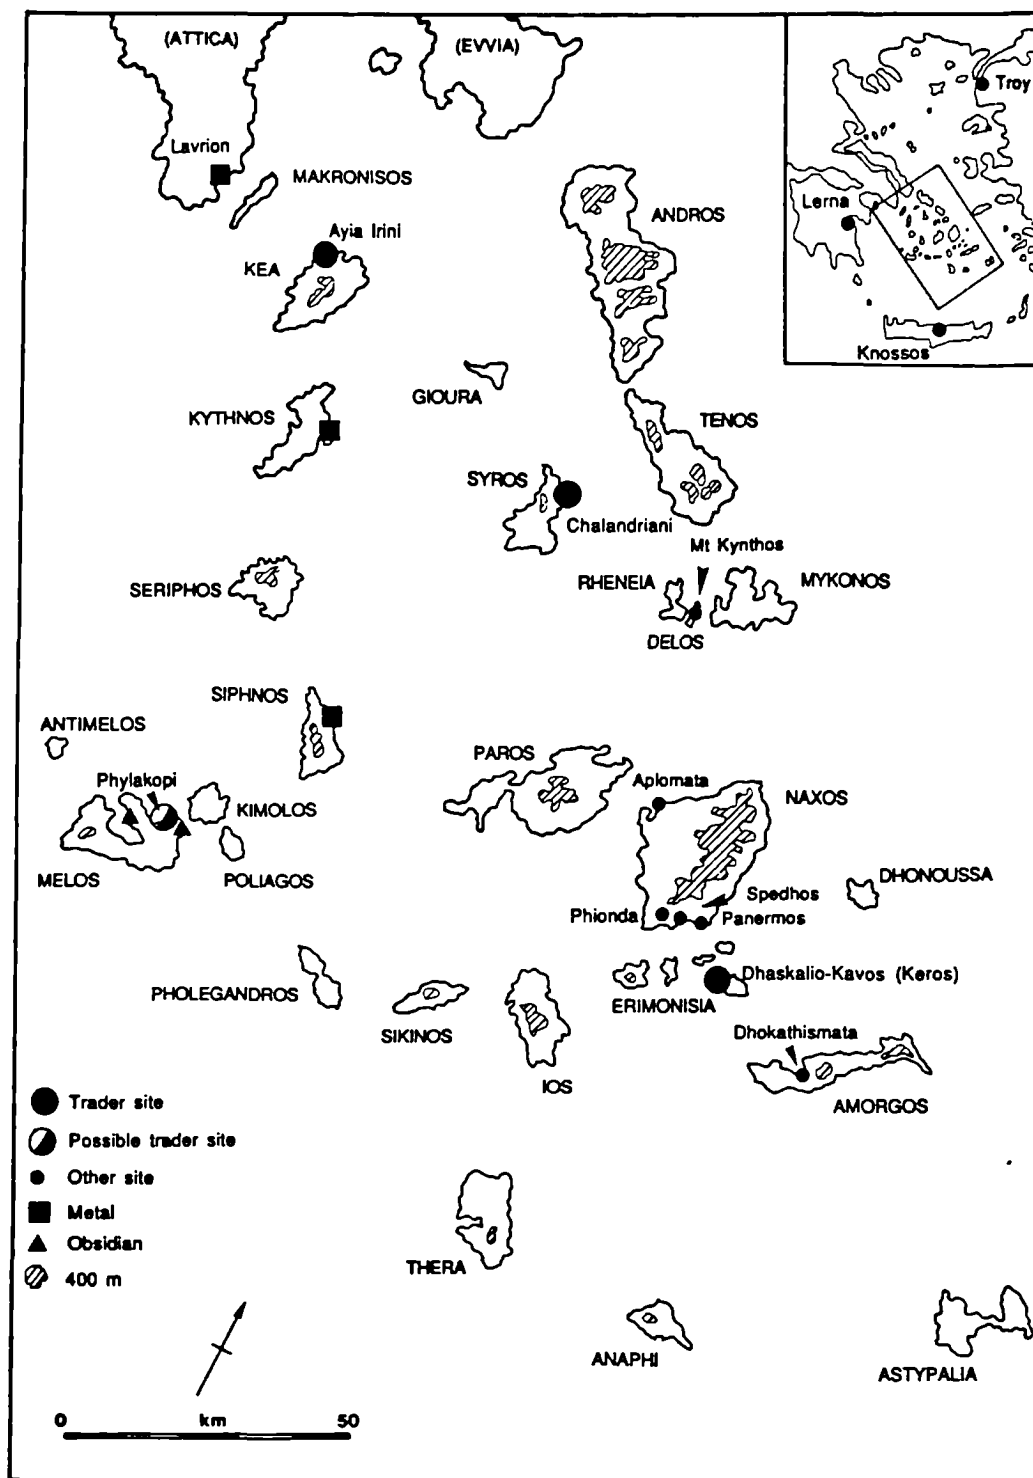 (ATTICA)
(EVVIA)
Troy
Lavrion
MAKRONISOS
Lerna
ANDROS
Ayia Irini
KEA
Knossos
GIOURA
KYTHNOS
TENOS
SYROS
Chalandriani
Mt Kynthos
RHENEIA
MYKONOS
SERIPHOS
DELOS
SIPHNOS
ANTIMELOS
PAROS
Phylakopi
Aplomata
NAXOS
KIMOLOS
MELOS
POLIAGOS
DHONOUSSA
Spedhos
Phionda
Panermos
Dhaskalio-Kavos (Keros)
PHOLEGANDROS
ERIMONISIA
SIKINOS
Dhokathismata
IOS
AMORGOS
Trader site
Possible trader site
Other site
Metal
Obsidian
400 m
THERA
ANAPHI
ASTYPALIA
0 km 50